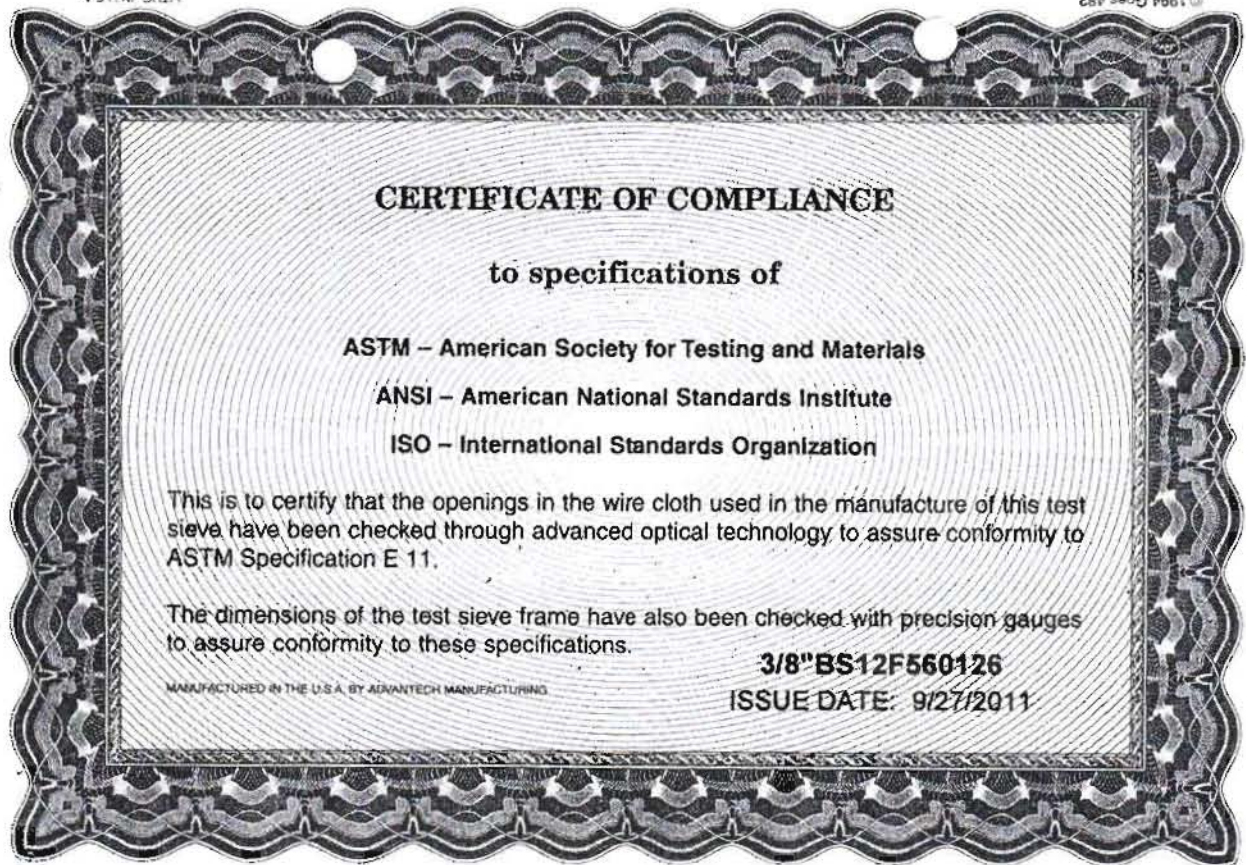 © 1994 Goes 482
CERTIFICATE OF COMPLIANCE
to specifications of
ASTM – American Society for Testing and Materials
ANSI – American National Standards Institute
ISO – International Standards Organization
This is to certify that the openings in the wire cloth used in the manufacture of this test
sieve have been checked through advanced optical technology to assure conformity to
ASTM Specification E 11.
The dimensions of the test sieve frame have also been checked with precision gauges
to assure conformity to these specifications.
3/8"BS12F560126
MANUFACTURED IN THE U.S.A. BY ADVANTECH MANUFACTURING
ISSUE DATE: 9/27/2011